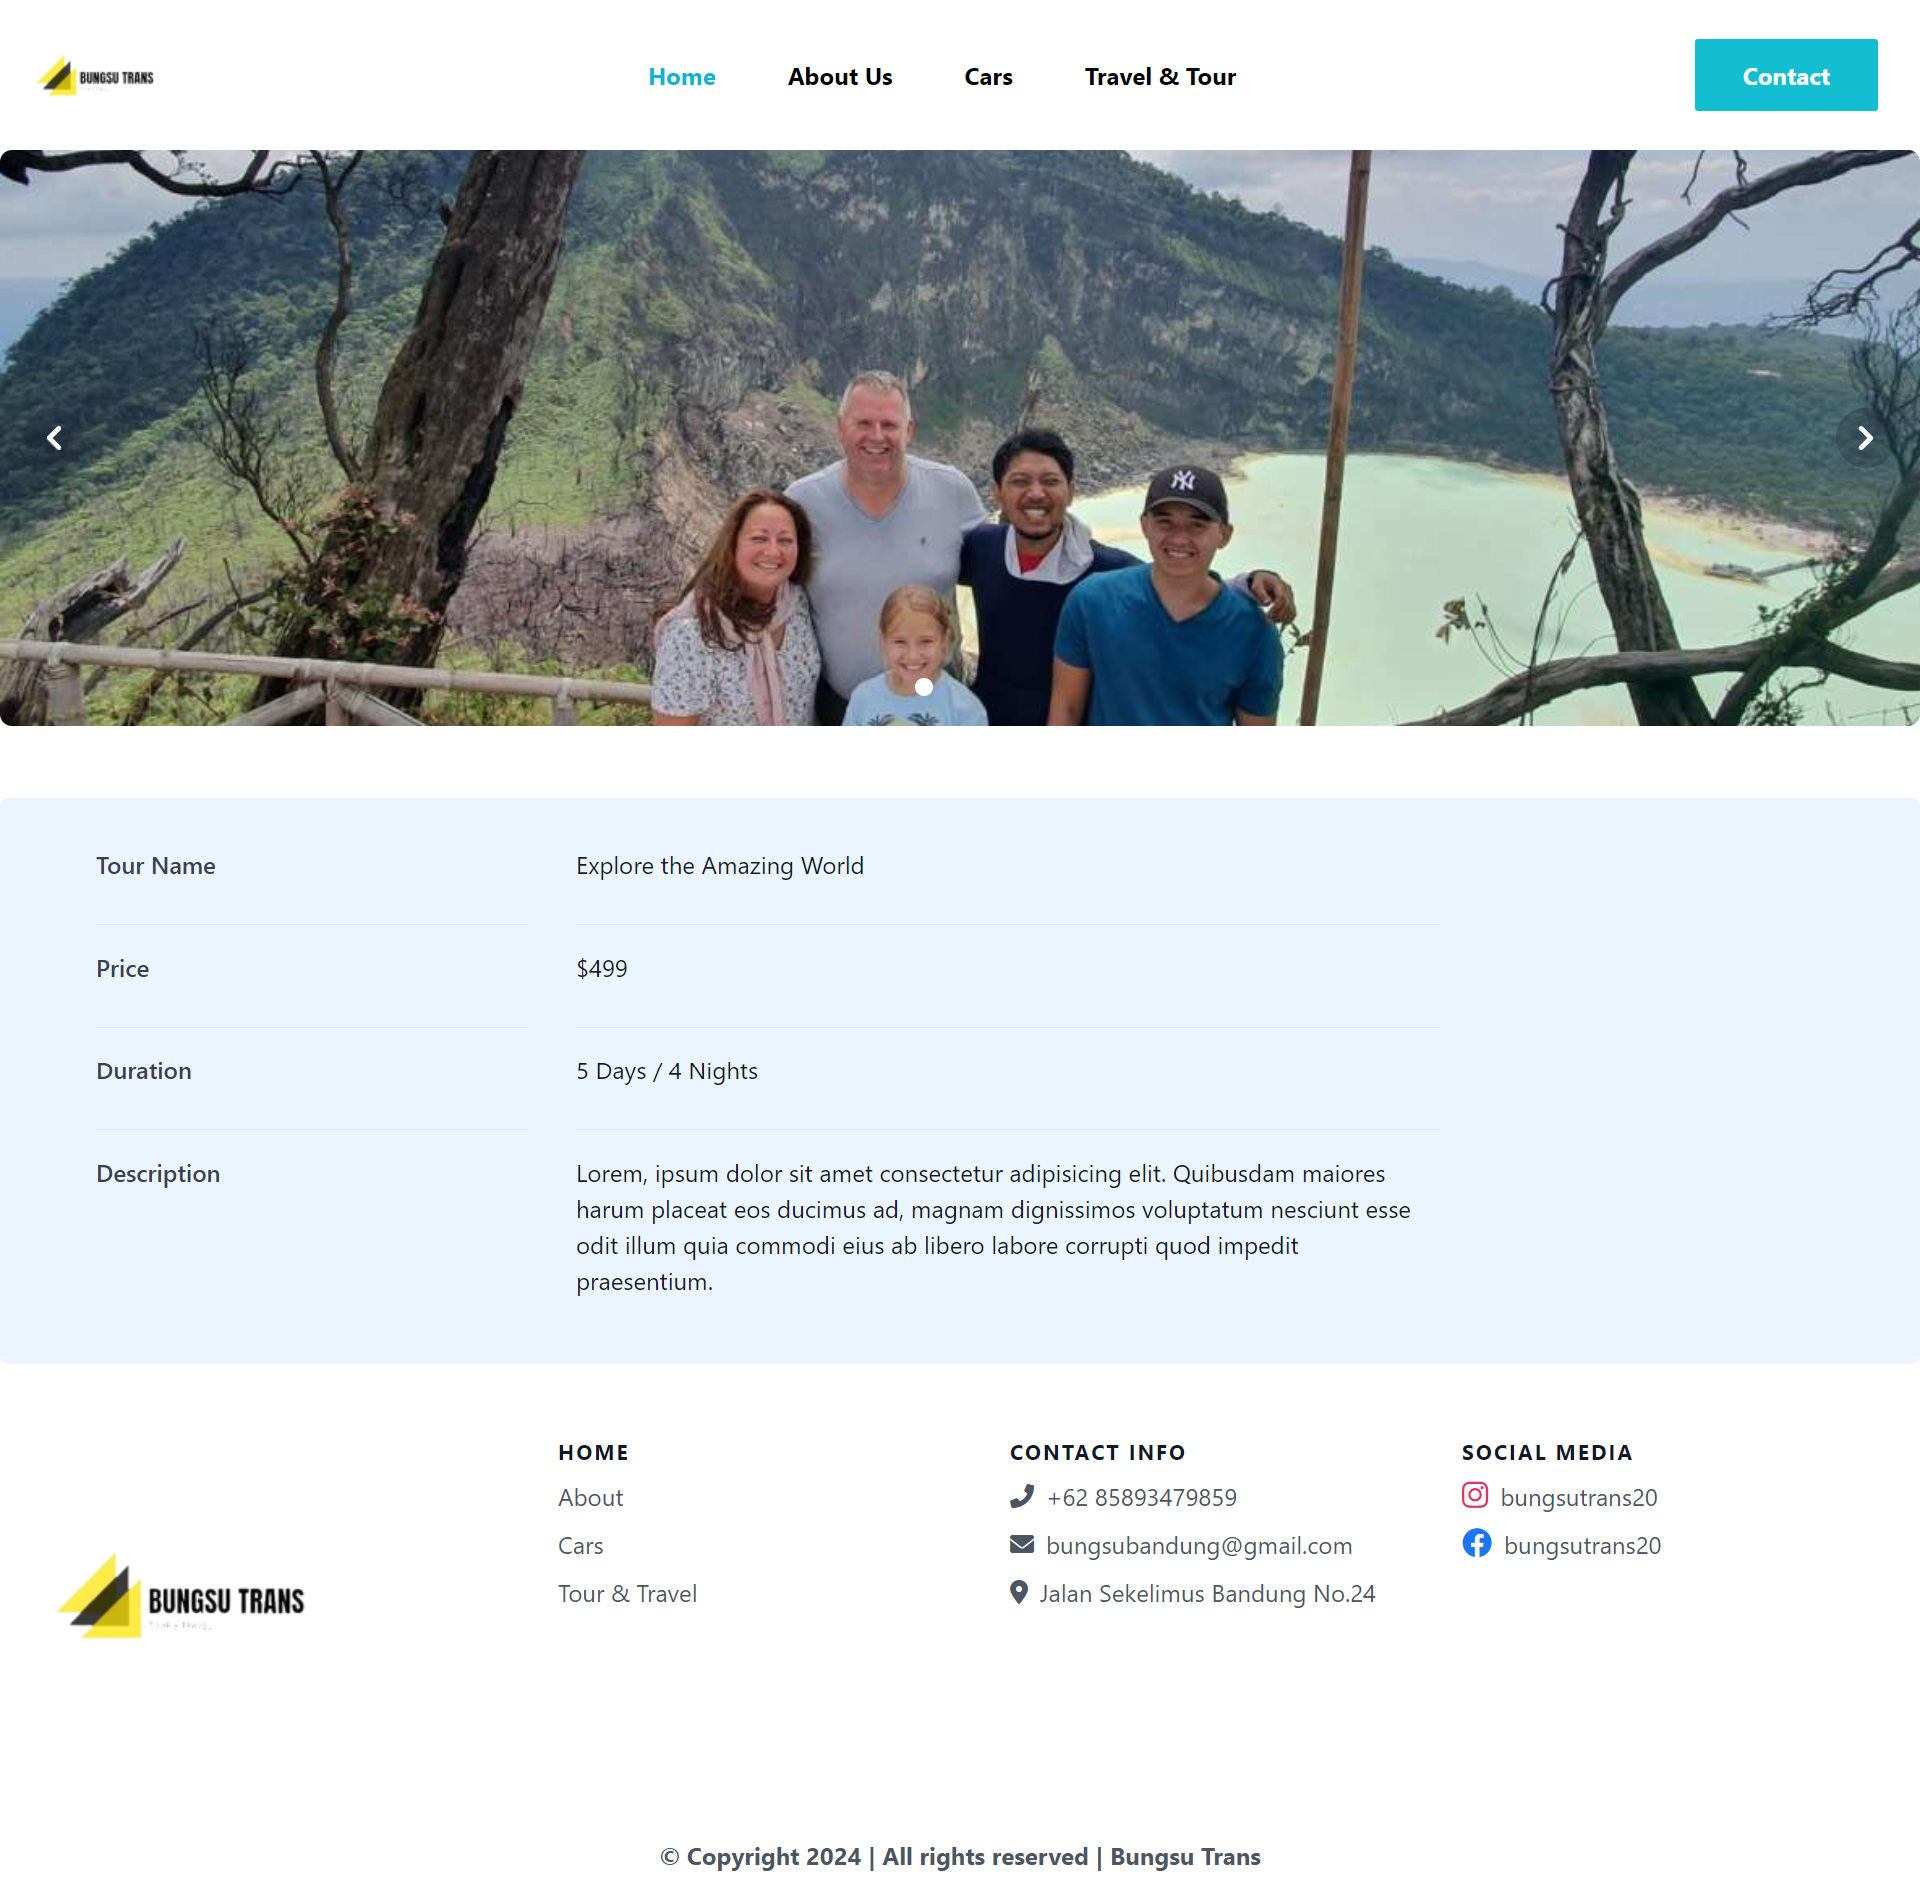 BUNGSU TRANS
Home
About Us
Cars
Travel & Tour
Contact
NY
Tour Name
Explore the Amazing World
Price
$499
Duration
5 Days / 4 Nights
Description
Lorem, ipsum dolor sit amet consectetur adipisicing elit. Quibusdam maiores
harum placeat eos ducimus ad, magnam dignissimos voluptatum nesciunt esse
odit illum quia commodi eius ab libero labore corrupti quod impedit
praesentium.
BUNGSU TRANS
TOUR & TRAVEL
HOME
About
Cars
Tour & Travel
CONTACT INFO
+62 85893479859
bungsubandung@gmail.com
Jalan Sekelimus Bandung No.24
SOCIAL MEDIA
bungsutrans20
bungsutrans20
© Copyright 2024 | All rights reserved | Bungsu Trans